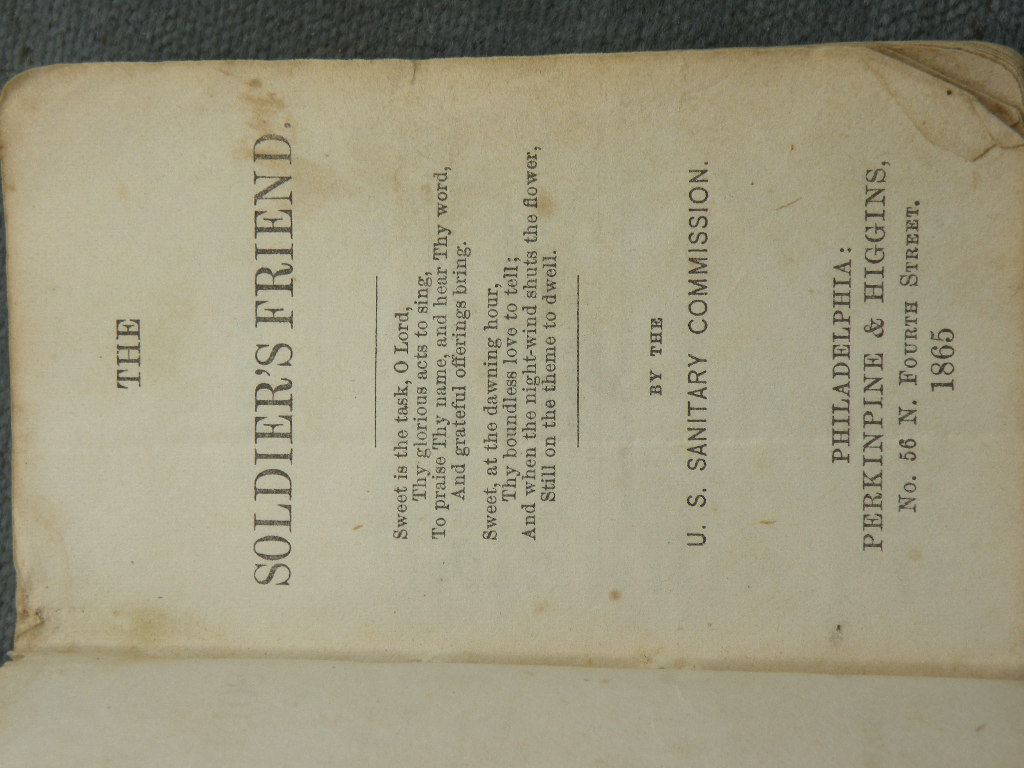 THE
SOLDIER'S FRIEND.
Sweet is the task, O Lord,
Thy glorious acts to sing,
To praise Thy name, and hear Thy word,
And grateful offerings bring.
Sweet, at the dawning hour,
Thy boundless love to tell;
And when the night-wind shuts the flower,
Still on the theme to dwell.
BY THE
U. S. SANITARY COMMISSION.
PHILADELPHIA:
PERKINPINE & HIGGINS,
No. 56 N. FOURTH STREET.
1865